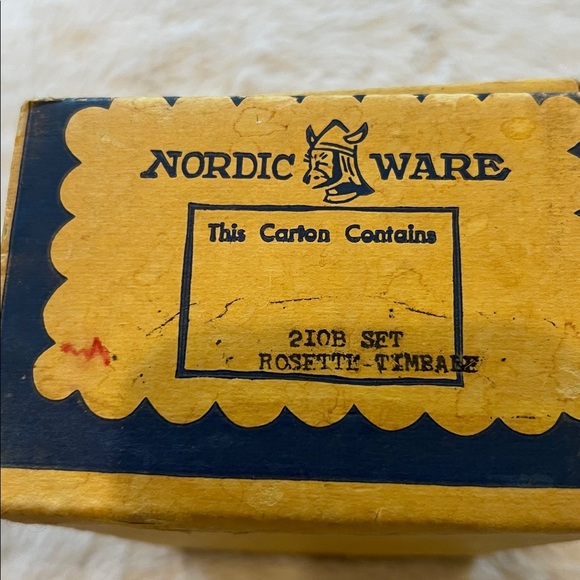 NORDIC WARE
This Carton Contains
210B SET
ROSETTE-TIMBALE